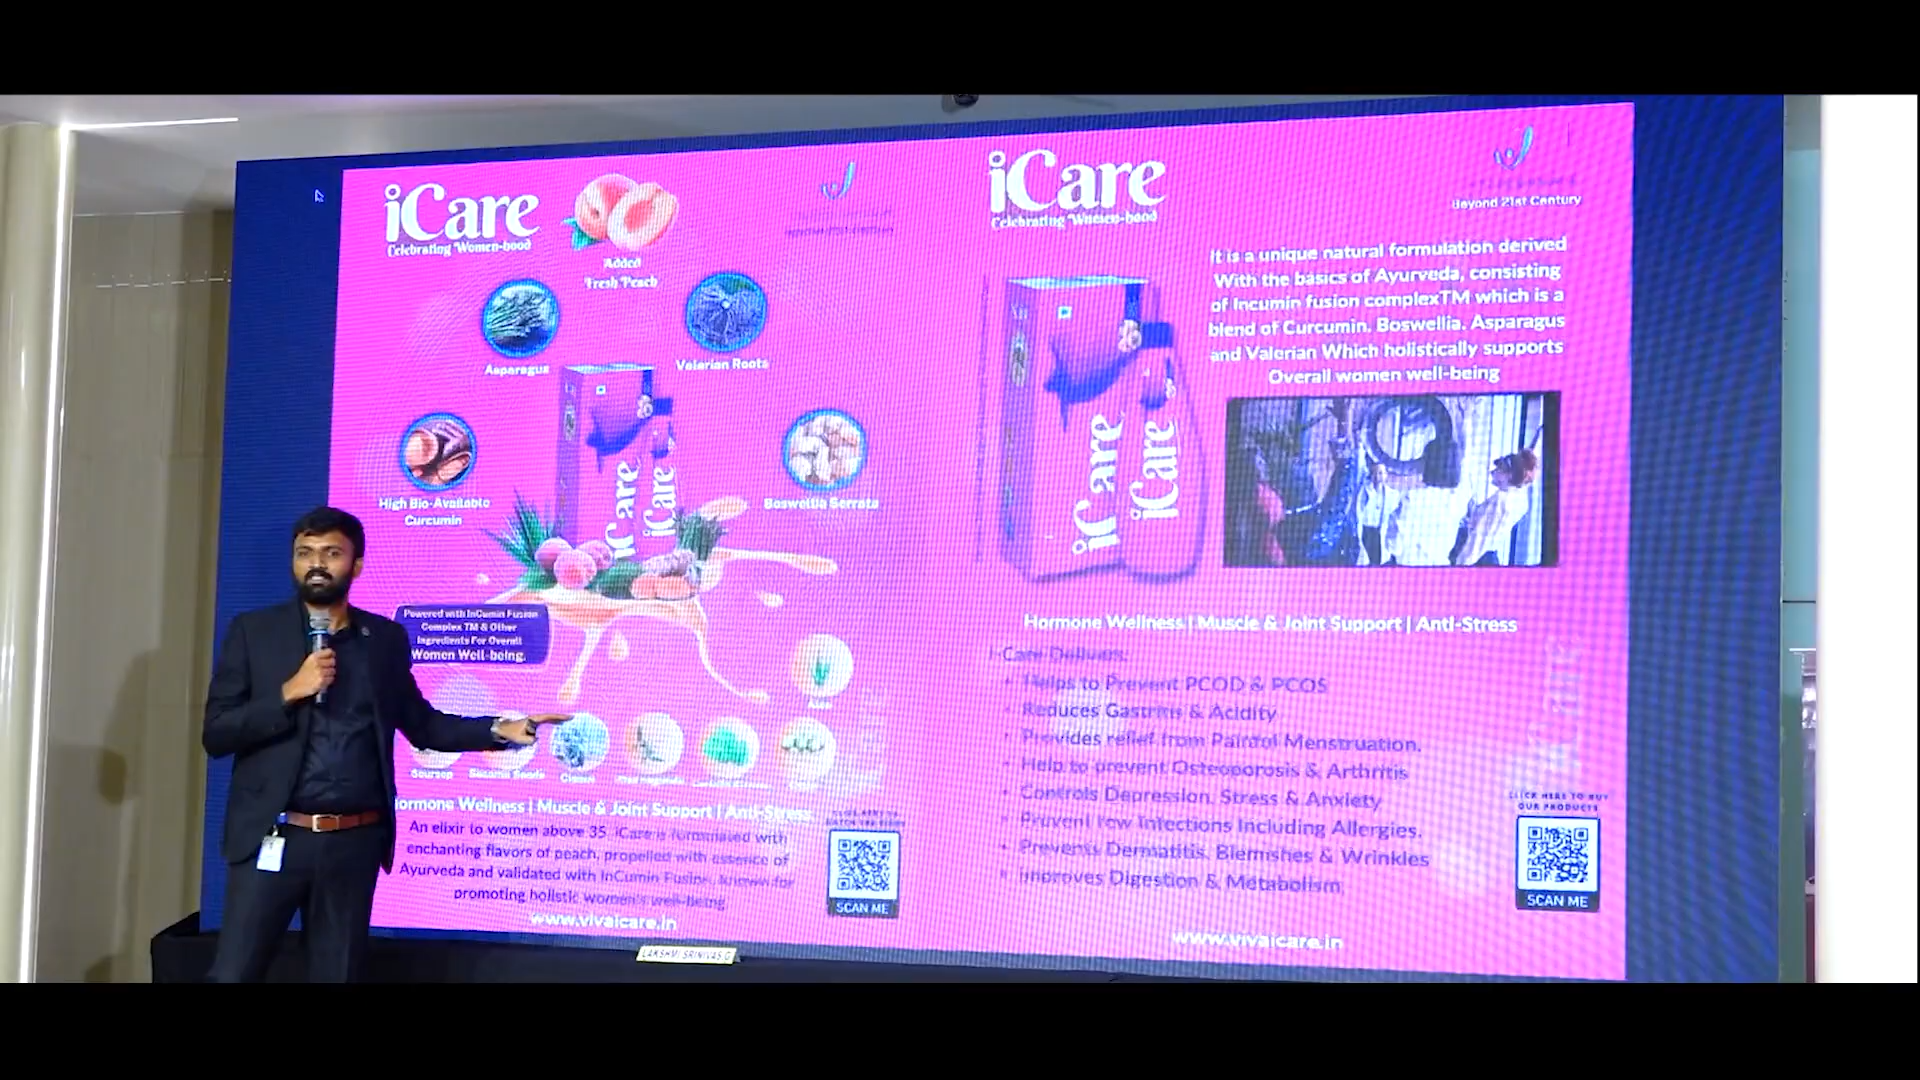 iCare
Celebrating Women-hood
Added
Fresh Peach
Asparagus
Valerian Roots
High Bio-Available
Curcumin
Boswellia Serrata
iCare
iCare
Powered with InCumin Fusion
Complex TM & Other
Ingredients For Overall
Women Well-being.
Aloe
Soursop
Sesame Seeds
Hormone Wellness | Muscle & Joint Support | Anti-Stress
An elixir to women above 35 iCare is formulated with
enchanting flavors of peach, propelled with essence of
Ayurveda and validated with InCumin Fusion, known for
promoting holistic women's well-being
www.vivaicare.in
SCAN ME
LAKSHMI SRINIVAS G
iCare
Celebrating Women-hood
Beyond 21st Century
It is a unique natural formulation derived
With the basics of Ayurveda, consisting
of Incumin fusion complexTM which is a
blend of Curcumin, Boswellia, Asparagus
and Valerian Which holistically supports
Overall women well-being
iCare
iCare
Hormone Wellness | Muscle & Joint Support | Anti-Stress
I-Care Delivers:
• Helps to Prevent PCOD & PCOS
• Reduces Gastritis & Acidity
• Provides relief from Painful Menstruation.
• Help to prevent Osteoporosis & Arthritis
• Controls Depression, Stress & Anxiety
• Prevent few Infections Including Allergies.
• Prevents Dermatitis, Blemishes & Wrinkles
• Improves Digestion & Metabolism
CLICK HERE TO BUY
OUR PRODUCTS
SCAN ME
www.vivaicare.in